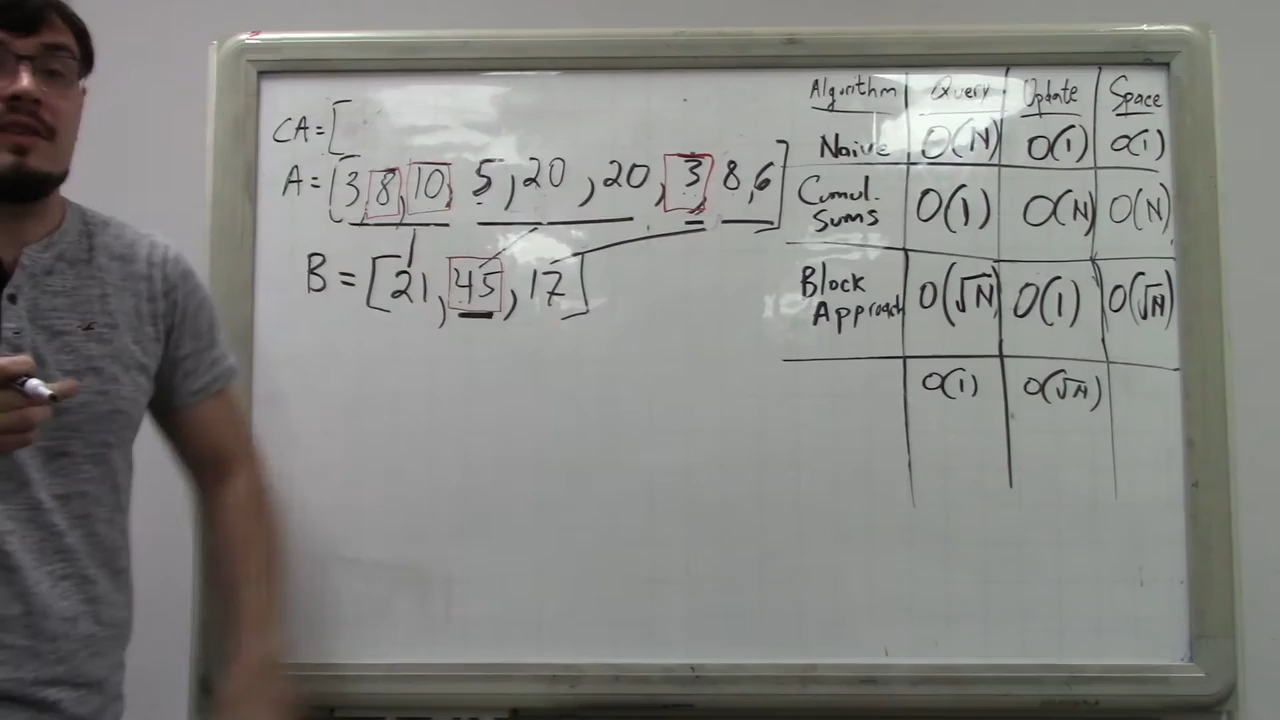 CA = [
A = [3, 8, 10, 5, 20, 20, 3 8, 6]
B = [21, 45, 17]
Algorithm Query Update Space
Naive O(N) O(1) O(1)
Cumul. Sums O(1) O(N) O(N)
Block Approach O(√N) O(1) O(√N)
O(1) O(√N)